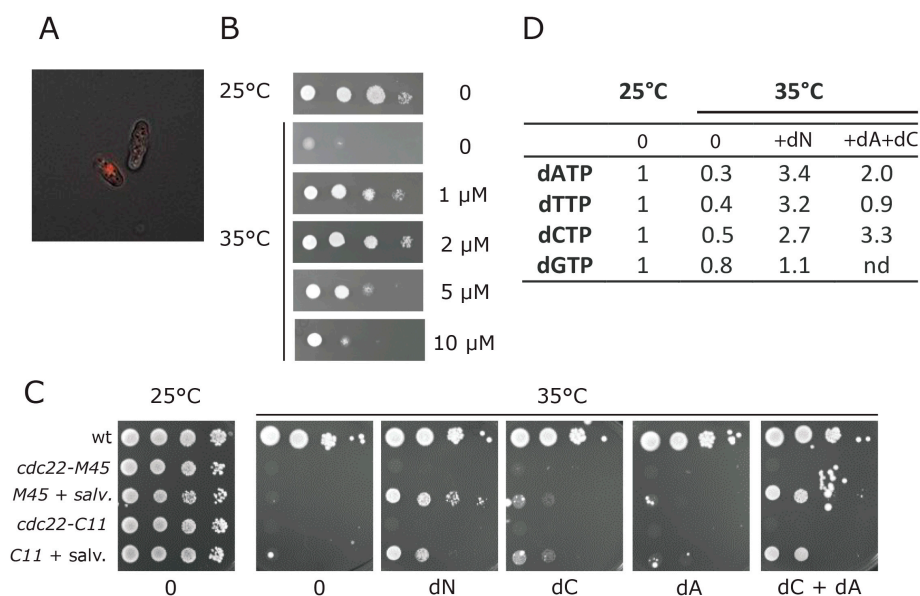 A
B
25°C 0
0
1 µM
35°C 2 µM
5 µM
10 µM
D
25°C 35°C
0 0 +dN +dA+dC
dATP 1 0.3 3.4 2.0
dTTP 1 0.4 3.2 0.9
dCTP 1 0.5 2.7 3.3
dGTP 1 0.8 1.1 nd
C
25°C 35°C
wt
cdc22-M45
M45 + salv.
cdc22-C11
C11 + salv.
0 0 dN dC dA dC + dA